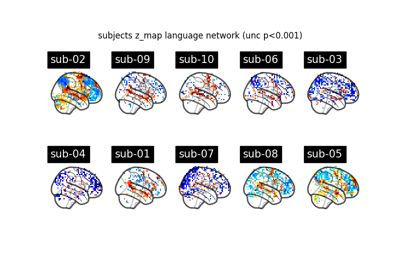 subjects z_map language network (unc p<0.001)
sub-02 sub-09 sub-10 sub-06 sub-03
sub-04 sub-01 sub-07 sub-08 sub-05